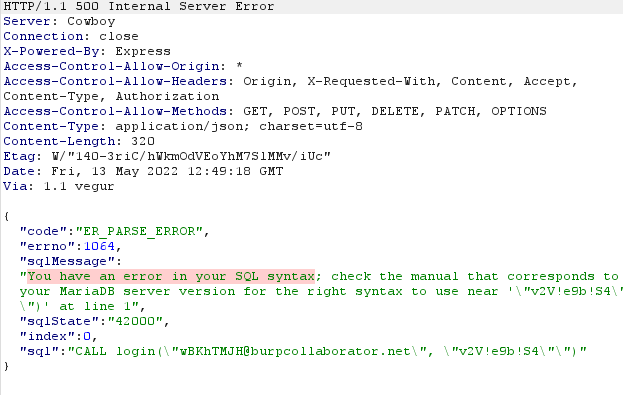 HTTP/1.1 500 Internal Server Error
Server: Cowboy
Connection: close
X-Powered-By: Express
Access-Control-Allow-Origin: *
Access-Control-Allow-Headers: Origin, X-Requested-With, Content, Accept,
Content-Type, Authorization
Access-Control-Allow-Methods: GET, POST, PUT, DELETE, PATCH, OPTIONS
Content-Type: application/json; charset=utf-8
Content-Length: 320
Etag: W/"140-3riC/hWkmOdVEoYhM7SlMMv/iUc"
Date: Fri, 13 May 2022 12:49:18 GMT
Via: 1.1 vegur
{
"code":"ER_PARSE_ERROR",
"errno":1064,
"sqlMessage":
"You have an error in your SQL syntax; check the manual that corresponds to
your MariaDB server version for the right syntax to use near '\"v2V!e9b!S4\"
\")' at line 1",
"sqlState":"42000",
"index":0,
"sql":"CALL login(\"wBKhTMJH@burpcollaborator.net\", \"v2V!e9b!S4\"\")"
}